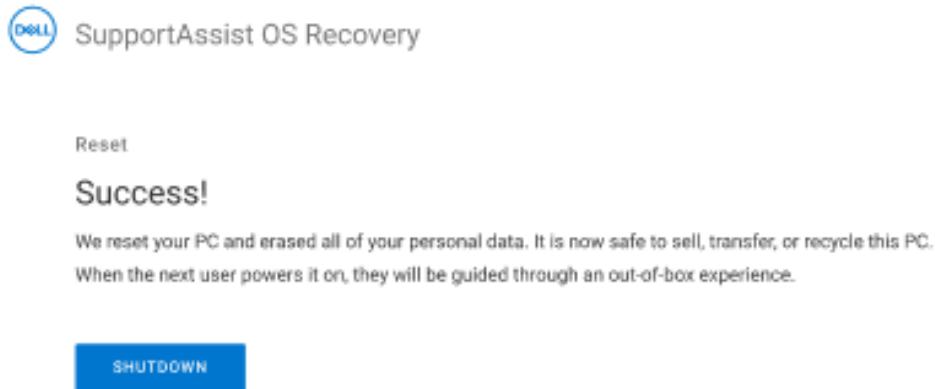 DELL
SupportAssist OS Recovery
Reset
Success!
We reset your PC and erased all of your personal data. It is now safe to sell, transfer, or recycle this PC.
When the next user powers it on, they will be guided through an out-of-box experience.
SHUTDOWN